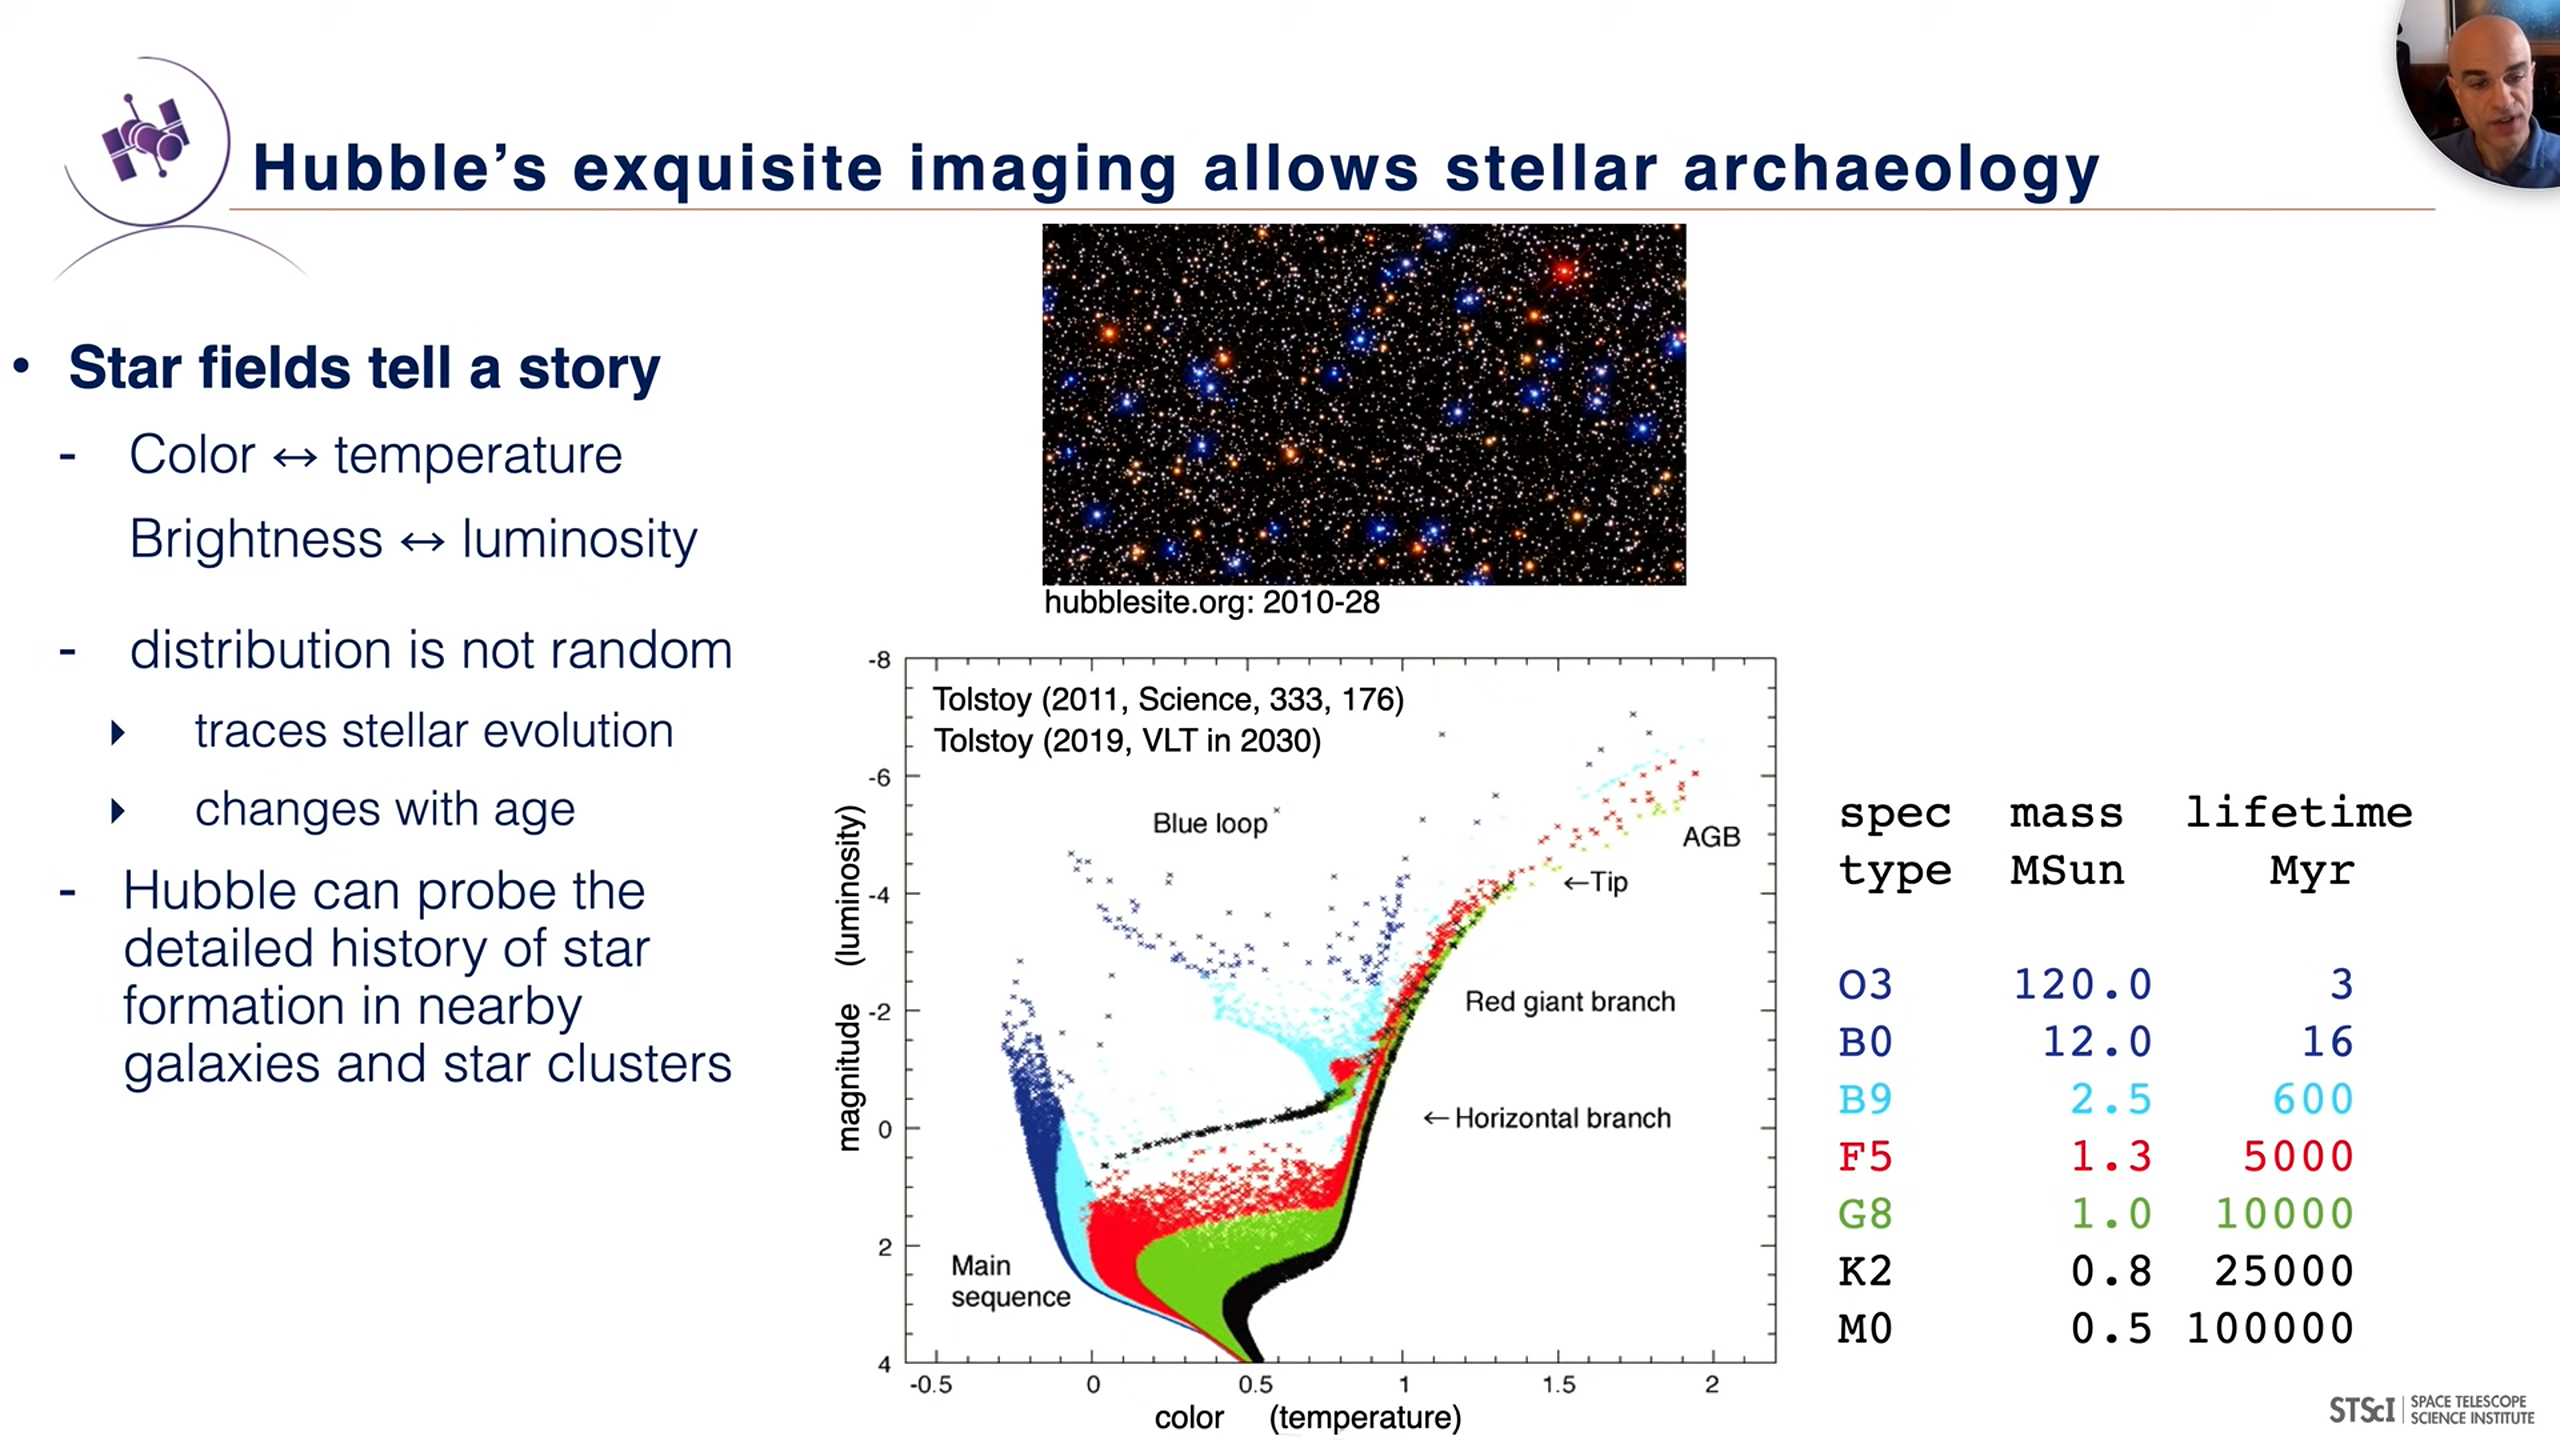 Hubble’s exquisite imaging allows stellar archaeology
• Star fields tell a story
- Color ↔ temperature
Brightness ↔ luminosity
- distribution is not random
‣ traces stellar evolution
‣ changes with age
- Hubble can probe the
detailed history of star
formation in nearby
galaxies and star clusters
hubblesite.org: 2010-28
Tolstoy (2011, Science, 333, 176)
Tolstoy (2019, VLT in 2030)
Blue loop
AGB
←Tip
Red giant branch
← Horizontal branch
Main
sequence
magnitude (luminosity)
-8
-6
-4
-2
0
2
4
-0.5 0 0.5 1 1.5 2
color (temperature)
spec mass lifetime
type MSun Myr
O3 120.0 3
B0 12.0 16
B9 2.5 600
F5 1.3 5000
G8 1.0 10000
K2 0.8 25000
M0 0.5 100000
STScI | SPACE TELESCOPE
SCIENCE INSTITUTE